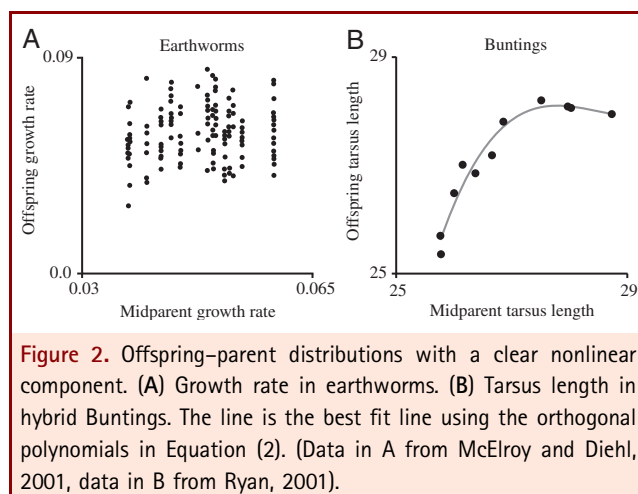 A
Earthworms
0.09
Offspring growth rate
0.0
0.03
0.065
Midparent growth rate
B
Buntings
29
Offspring tarsus length
25
25
29
Midparent tarsus length
Figure 2. Offspring–parent distributions with a clear nonlinear
component. (A) Growth rate in earthworms. (B) Tarsus length in
hybrid Buntings. The line is the best fit line using the orthogonal
polynomials in Equation (2). (Data in A from McElroy and Diehl,
2001, data in B from Ryan, 2001).